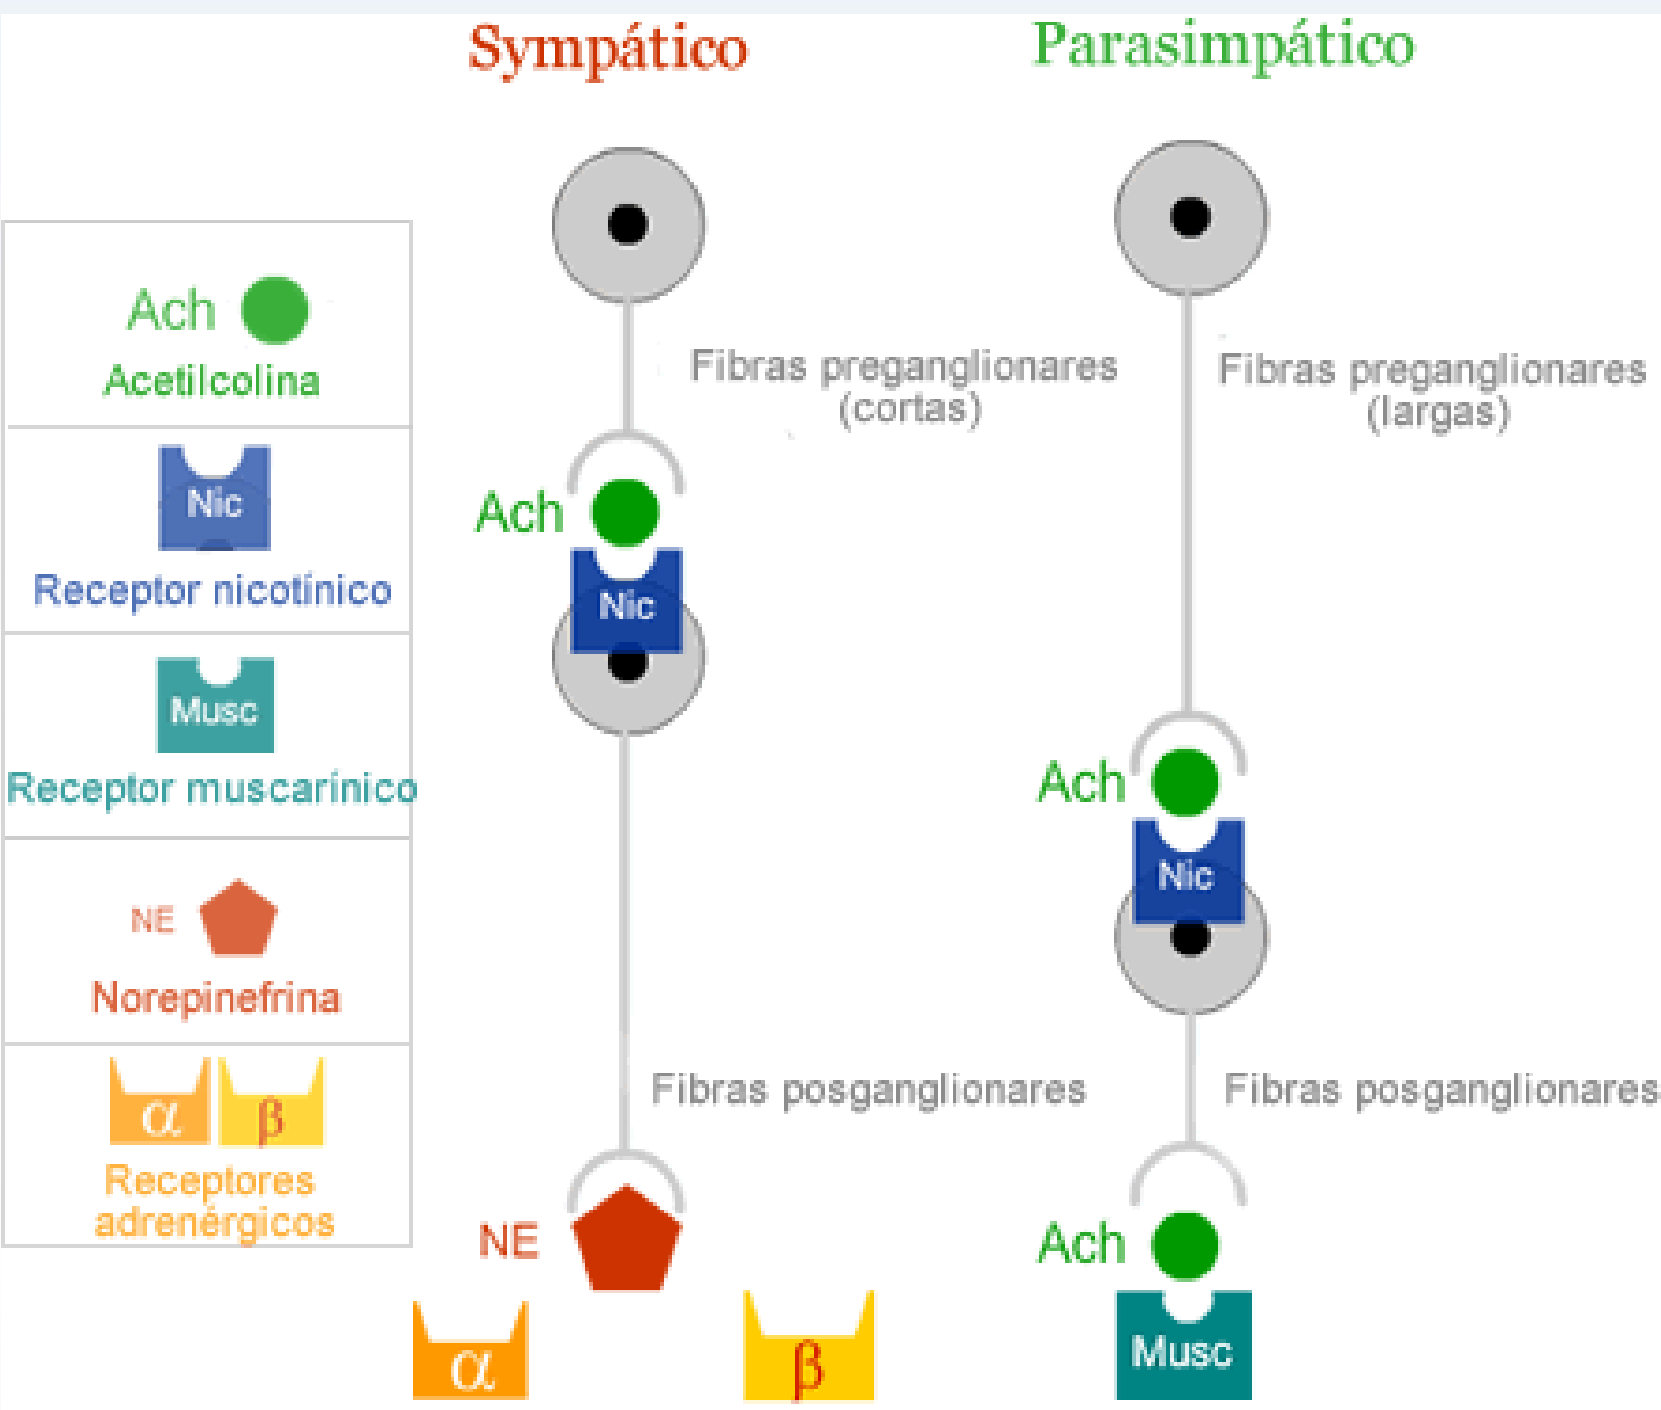 Sympático
Parasimpático
Ach
Acetilcolina
Nic
Receptor nicotínico
Musc
Receptor muscarínico
NE
Norepinefrina
α β
Receptores
adrenérgicos
Fibras preganglionares
(cortas)
Ach
Nic
Fibras posganglionares
NE
α
β
Fibras preganglionares
(largas)
Ach
Nic
Fibras posganglionares
Ach
Musc